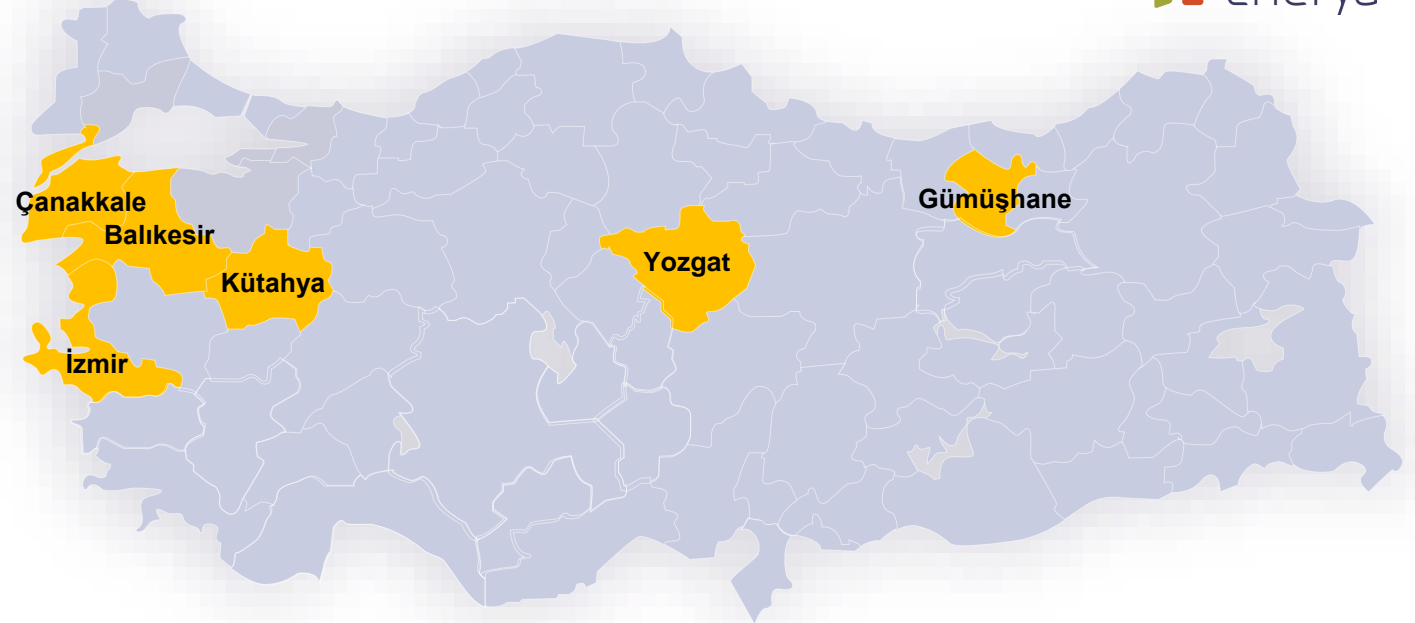 Çanakkale
Balıkesir
Kütahya
İzmir
Yozgat
Gümüşhane